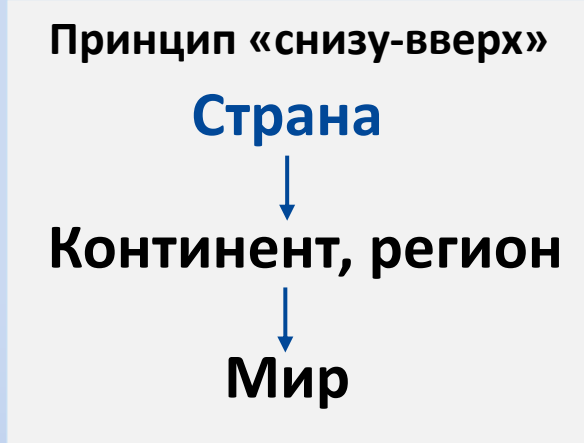 Принцип «снизу-вверх»
Страна
Континент, регион
Мир